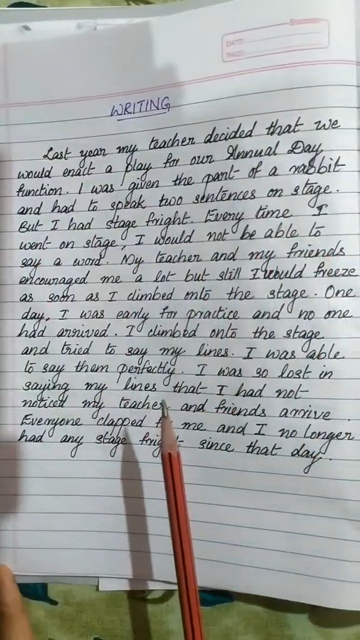 DATE:
PAGE:
WRITING
Last year my teacher decided that we
would enact a play for our Annual Day
function. I was given the part of a rabbit
and had to speak two sentences on stage.
But I had stage fright. Every time I
went on stage, I would not be able to
say a word. My teacher and my friends
encouraged me a lot but still I would freeze
as soon as I climbed onto the stage. One
day, I was early for practice and no one
had arrived. I climbed onto the stage
and tried to say my lines. I was able
to say them perfectly. I was so lost in
saying my lines that I had not
noticed my teacher and friends arrive.
Everyone clapped me and I no longer
had any stage fright since that day.